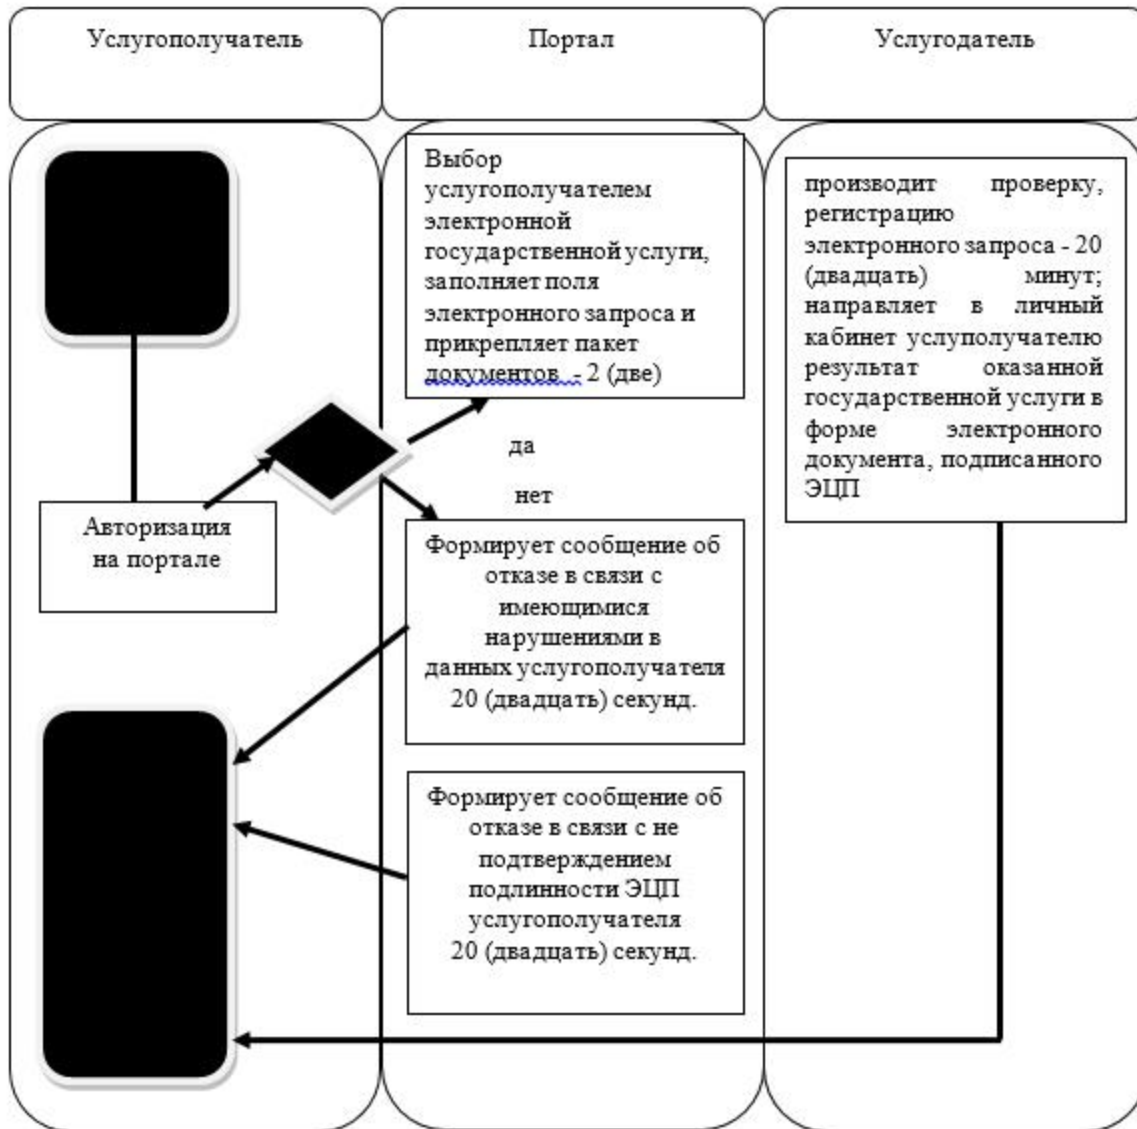 Услугополучатель
Портал
Услугодатель
Выбор
услугополучателем
электронной
государственной услуги,
заполняет поля
электронного запроса и
прикрепляет пакет
документов - 2 (две)
производит проверку,
регистрацию
электронного запроса - 20
(двадцать) минут;
направляет в личный
кабинет услуполучателю
результат оказанной
государственной услуги в
форме электронного
документа, подписанного
ЭЦП
да
нет
Авторизация
на портале
Формирует сообщение об
отказе в связи с
имеющимися
нарушениями в
данных услугополучателя
20 (двадцать) секунд.
Формирует сообщение об
отказе в связи с не
подтверждением
подлинности ЭЦП
услугополучателя
20 (двадцать) секунд.